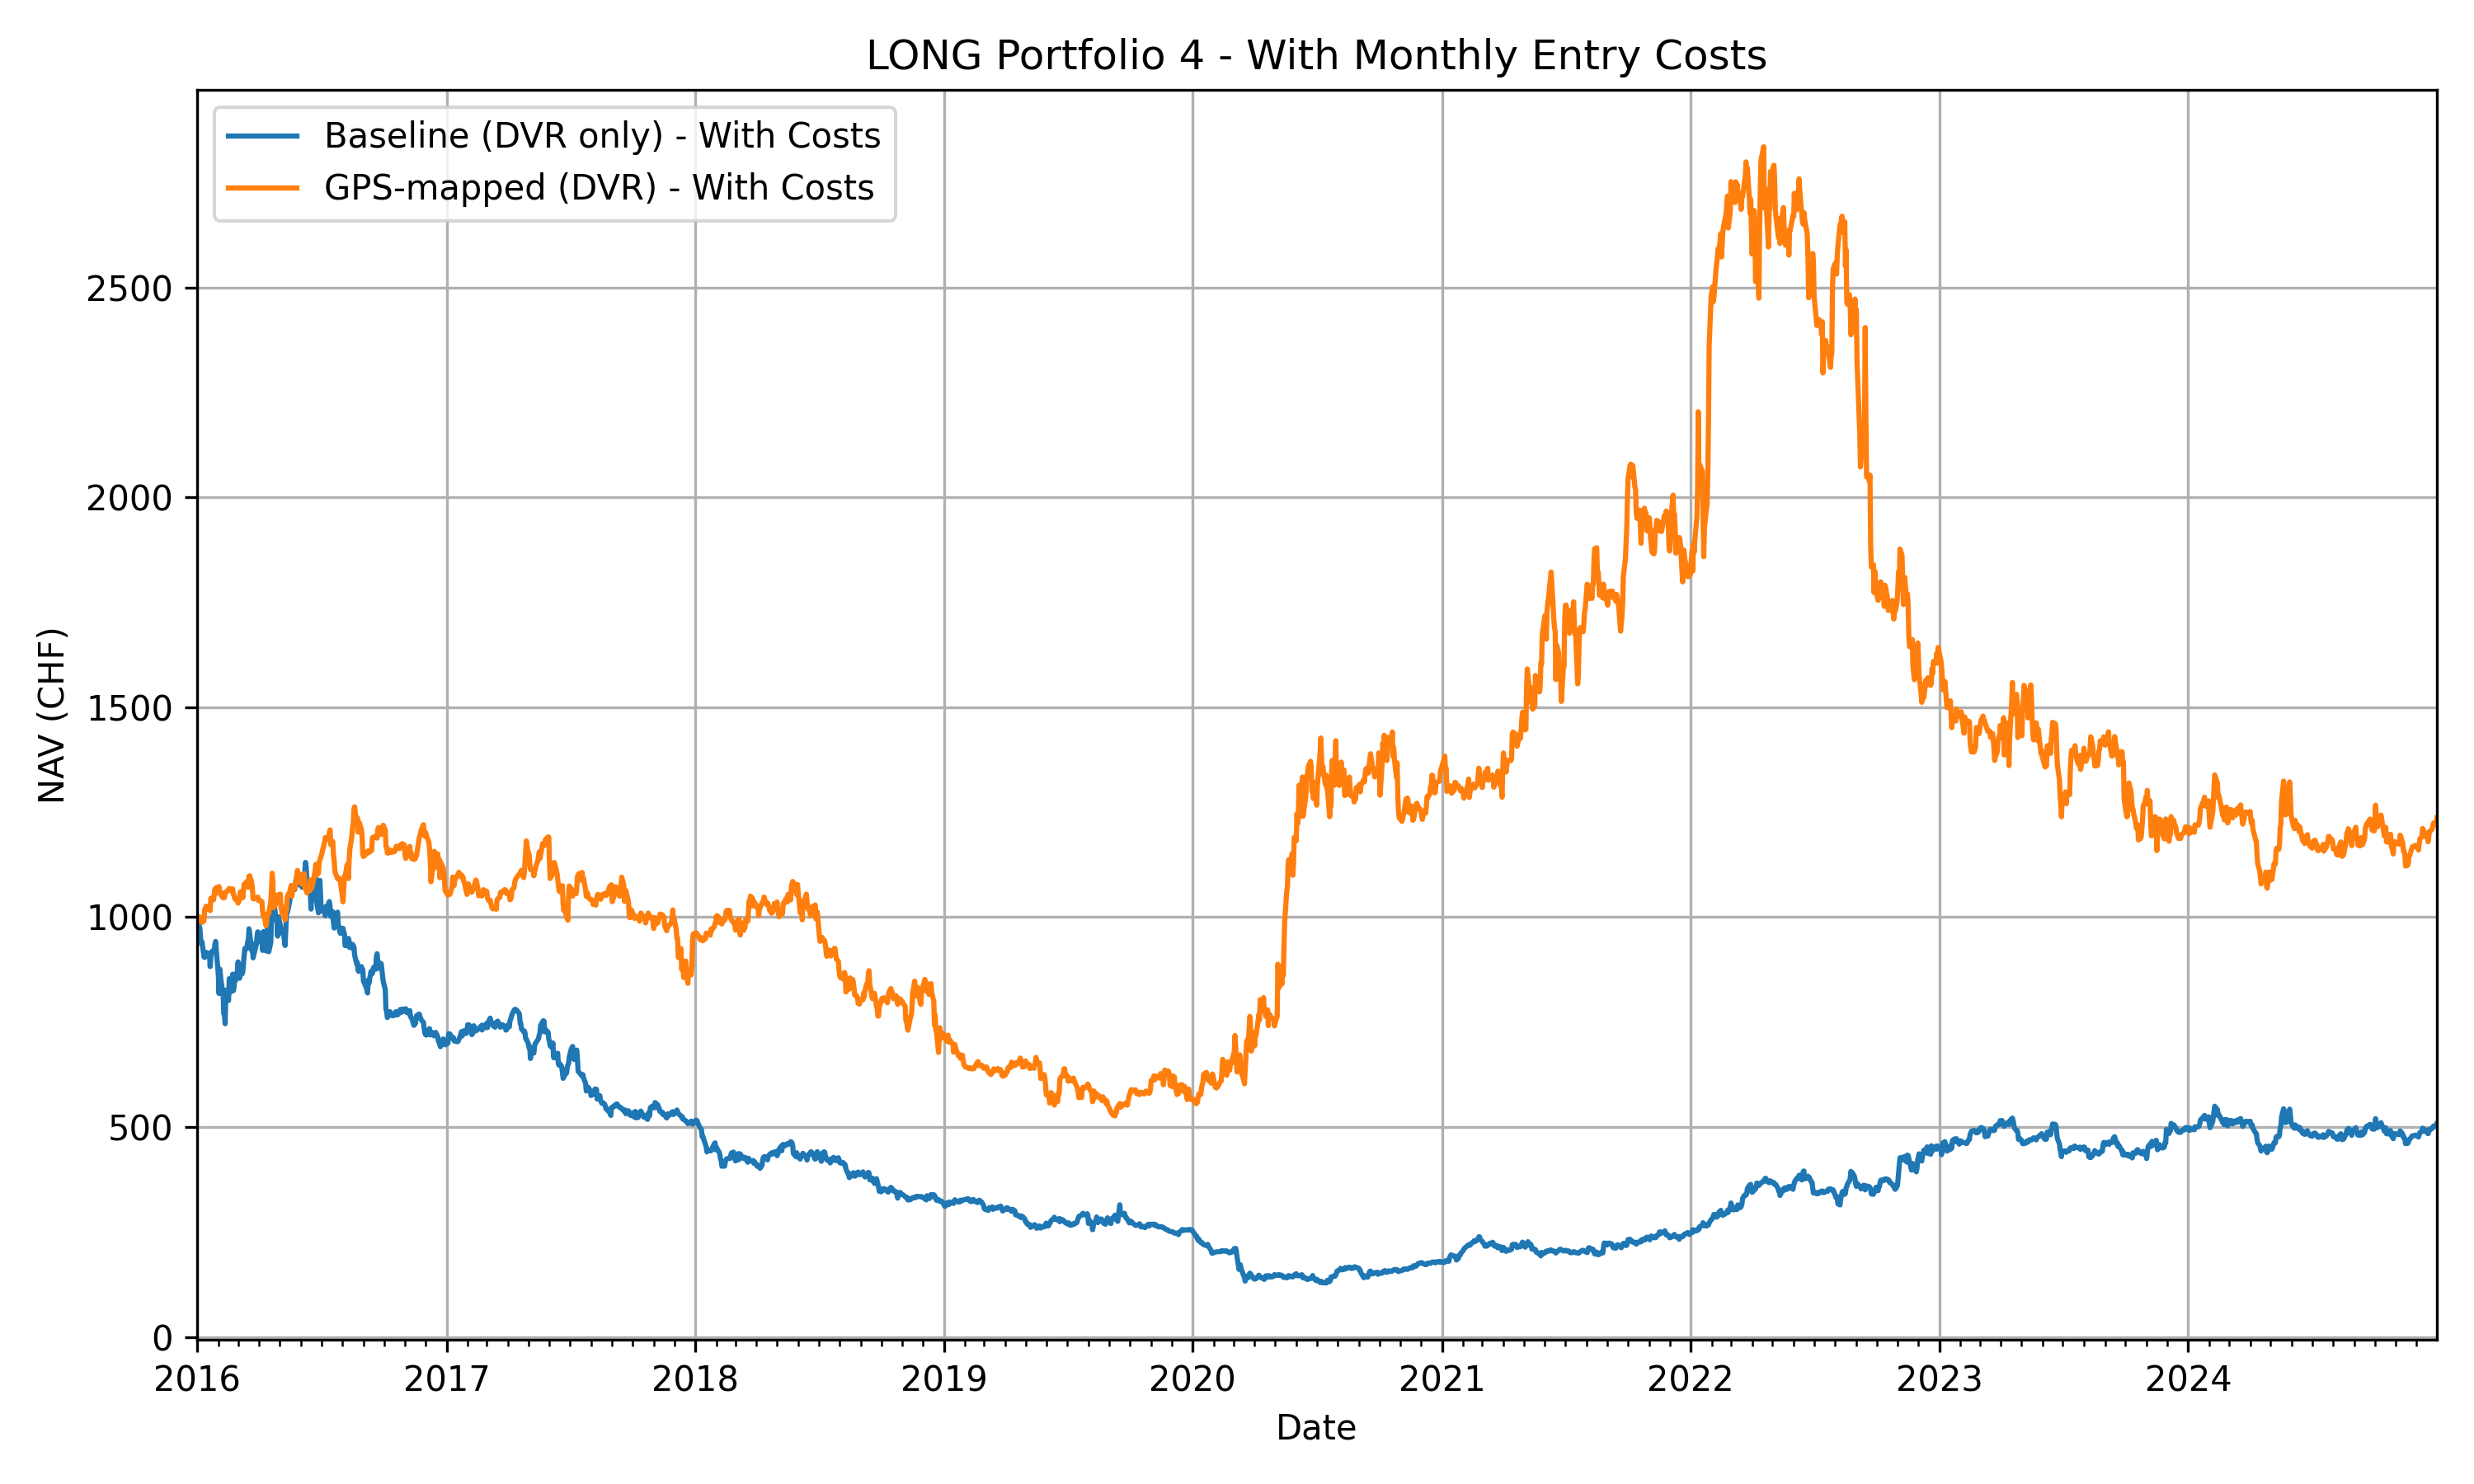 LONG Portfolio 4 - With Monthly Entry Costs
Baseline (DVR only) - With Costs
GPS-mapped (DVR) - With Costs
NAV (CHF)
2500
2000
1500
1000
500
0
2016 2017 2018 2019 2020 2021 2022 2023 2024
Date